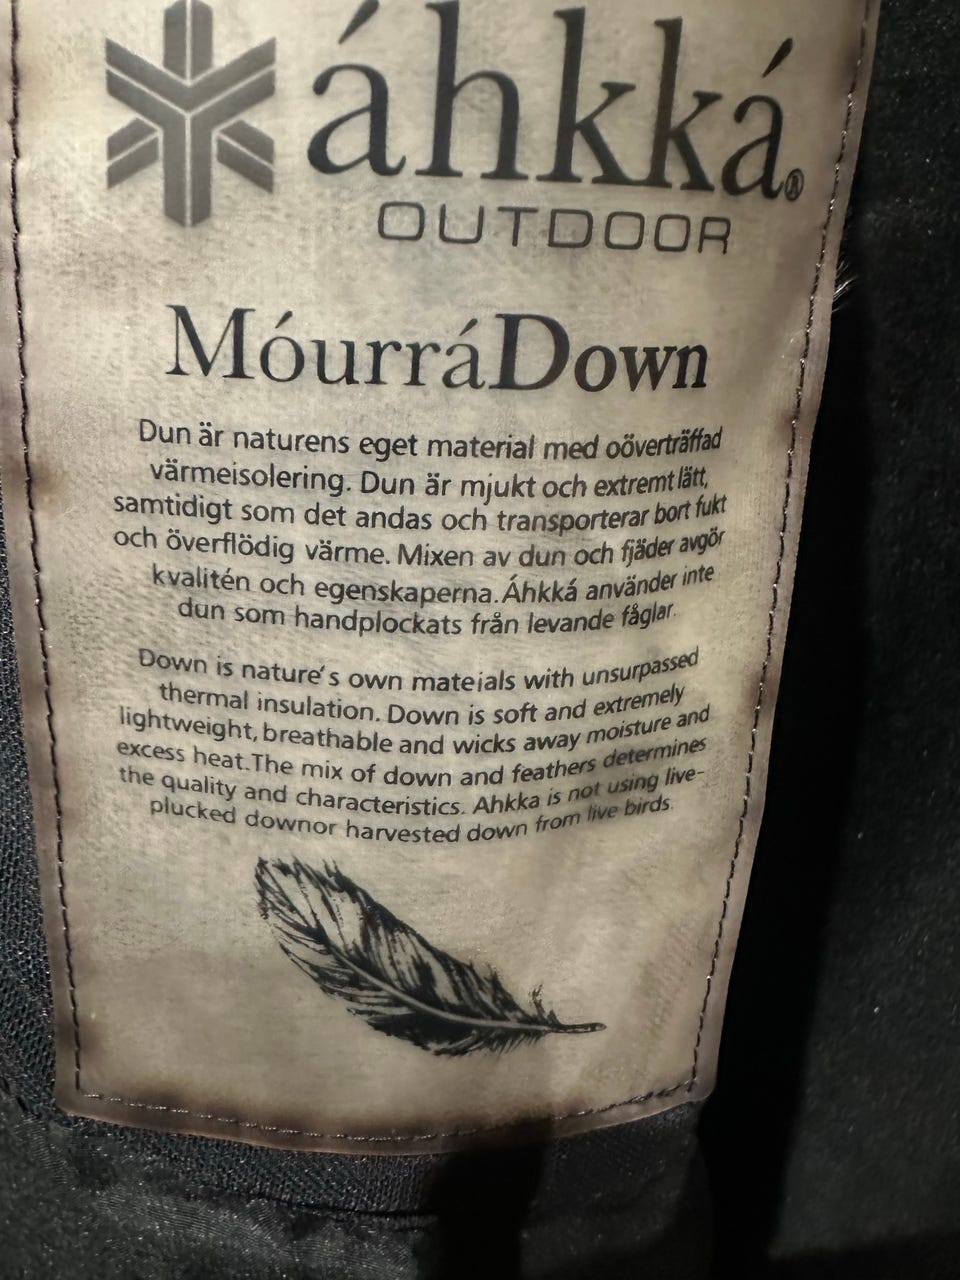 áhkká®
OUTDOOR
MóurráDown
Dun är naturens eget material med oöverträffad
värmeisolering. Dun är mjukt och extremt lätt,
samtidigt som det andas och transporterar bort fukt
och överflödig värme. Mixen av dun och fjäder avgör
kvalitén och egenskaperna. Áhkká använder inte
dun som handplockats från levande fåglar.
Down is nature's own mateials with unsurpassed
thermal insulation. Down is soft and extremely
lightweight, breathable and wicks away moisture and
excess heat. The mix of down and feathers determines
the quality and characteristics. Ahkka is not using live-
plucked downor harvested down from live birds.